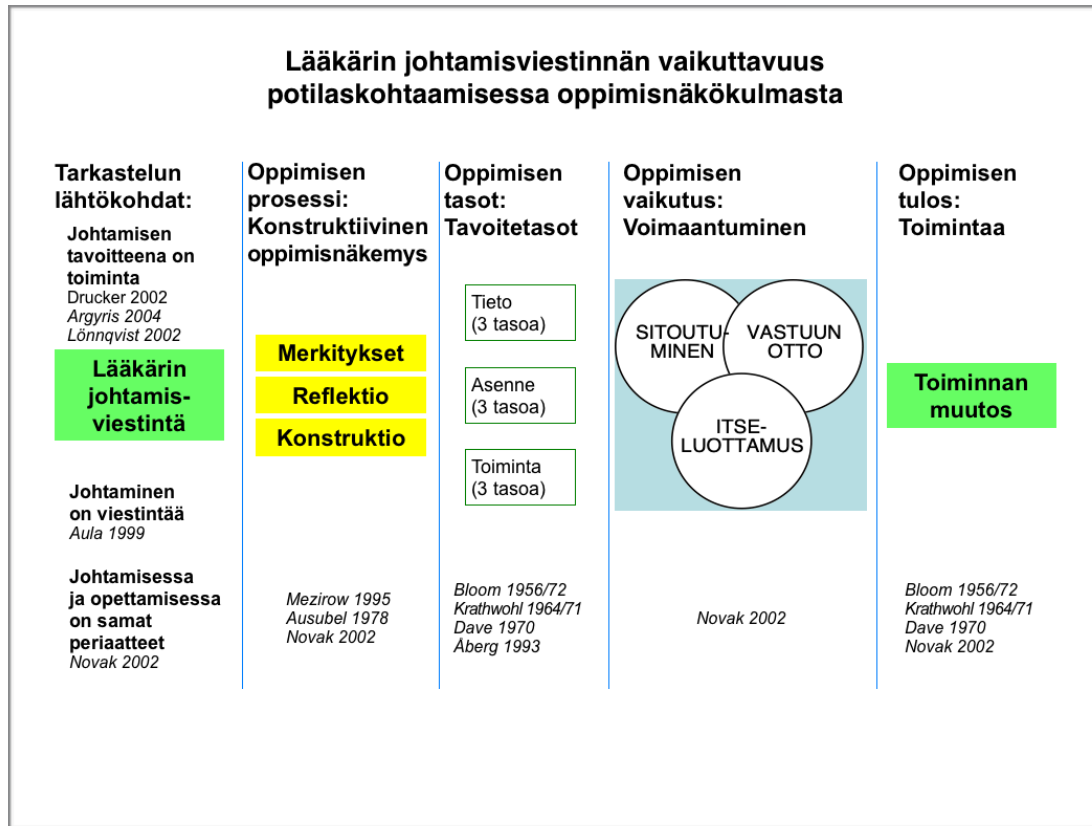 Lääkärin johtamisviestinnän vaikuttavuus
potilaskohtaamisessa oppimisnäkökulmasta
Tarkastelun
lähtökohdat:
Johtamisen
tavoitteena on
toiminta
Drucker 2002
Argyris 2004
Lönnqvist 2002
Lääkärin
johtamis-
viestintä
Johtaminen
on viestintää
Aula 1999
Johtamisessa
ja opettamisessa
on samat
periaatteet
Novak 2002
Oppimisen
prosessi:
Konstruktiivinen
oppimisnäkemys
Merkitykset
Reflektio
Konstruktio
Mezirow 1995
Ausubel 1978
Novak 2002
Oppimisen
tasot:
Tavoitetasot
Tieto
(3 tasoa)
Asenne
(3 tasoa)
Toiminta
(3 tasoa)
Bloom 1956/72
Krathwohl 1964/71
Dave 1970
Åberg 1993
Oppimisen
vaikutus:
Voimaantuminen
SITOUTU-
MINEN
VASTUUN
OTTO
ITSE-
LUOTTAMUS
Novak 2002
Oppimisen
tulos:
Toimintaa
Toiminnan
muutos
Bloom 1956/72
Krathwohl 1964/71
Dave 1970
Novak 2002